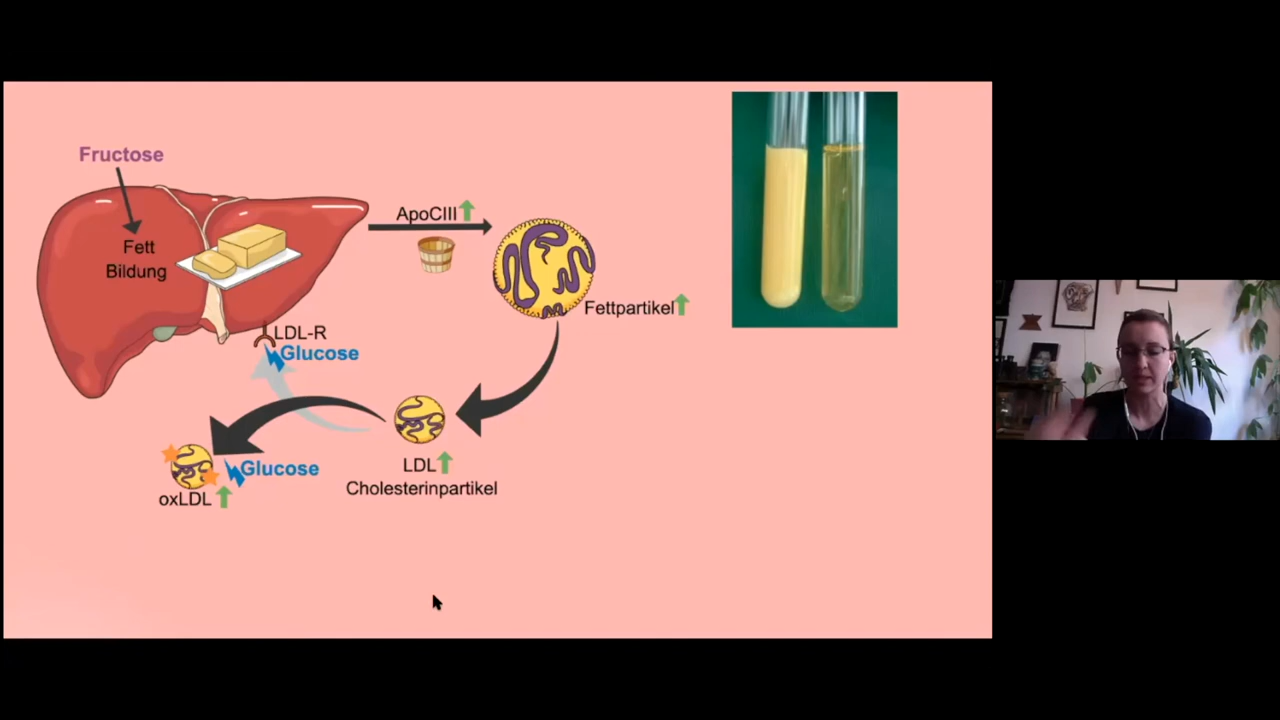 Fructose
Fett
Bildung
ApoCIII
Fettpartikel
LDL-R
Glucose
LDL
Cholesterinpartikel
Glucose
oxLDL